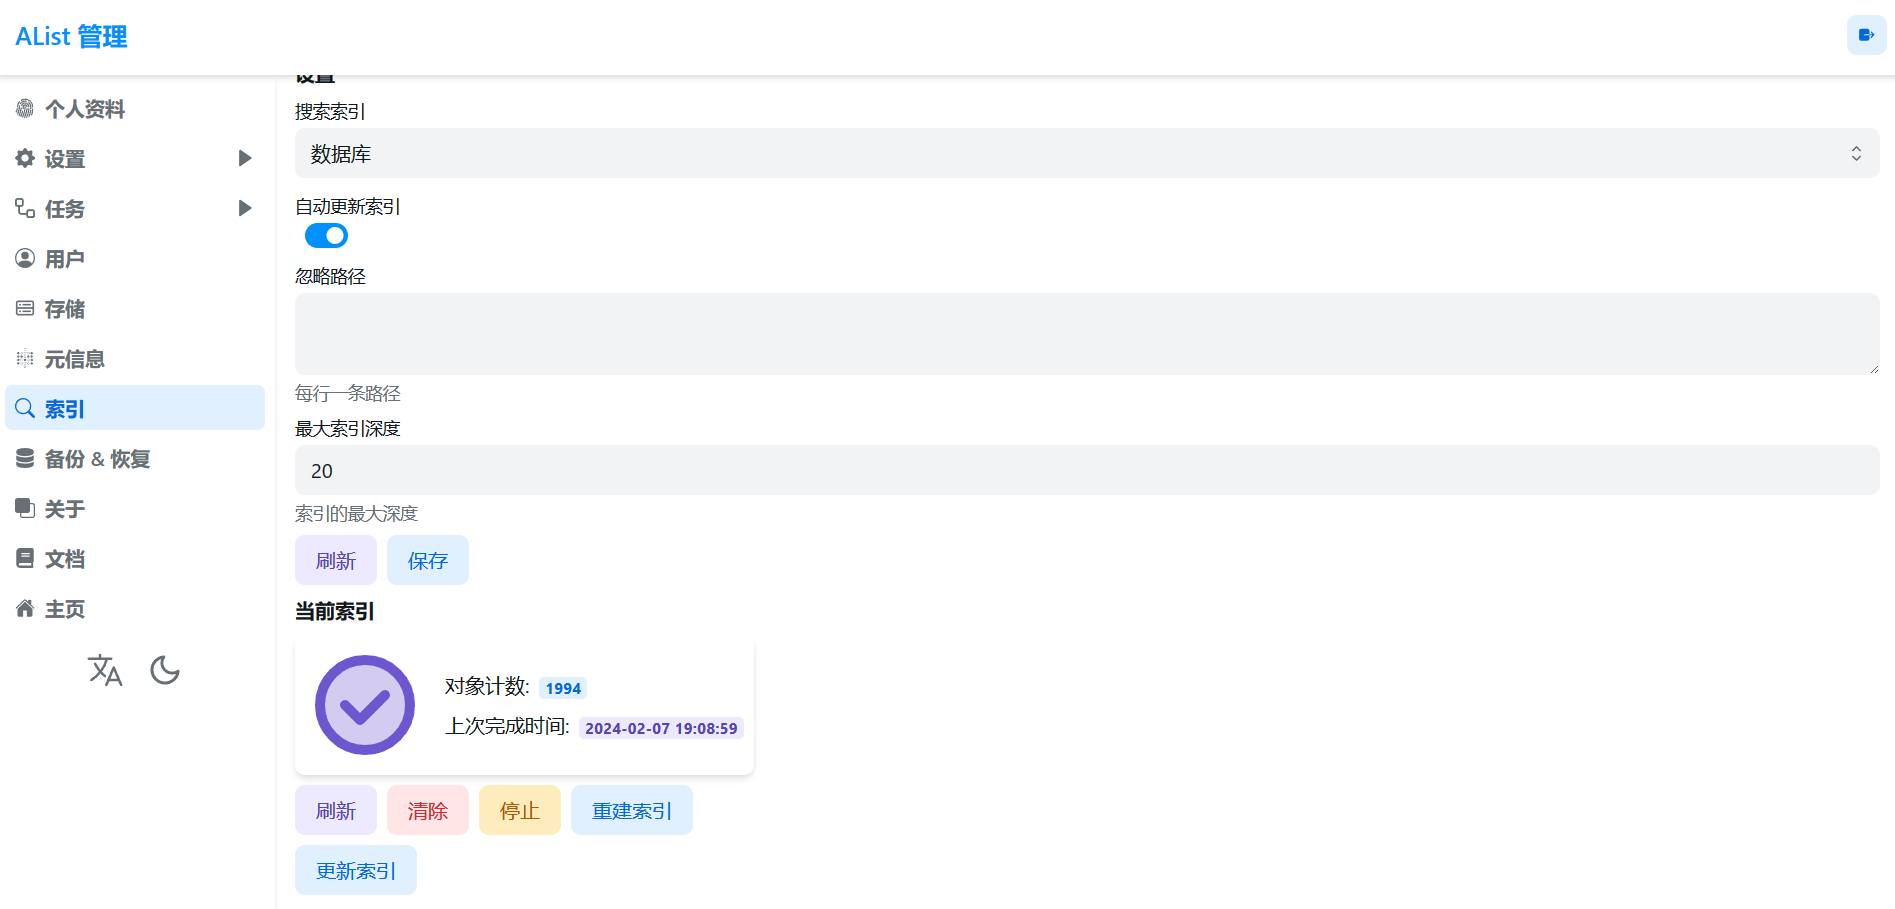 AList 管理
个人资料
设置
任务
用户
存储
元信息
索引
备份 & 恢复
关于
文档
主页
设置
搜索索引
数据库
自动更新索引
忽略路径
每行一条路径
最大索引深度
20
索引的最大深度
刷新 保存
当前索引
对象计数: 1994
上次完成时间: 2024-02-07 19:08:59
刷新 清除 停止 重建索引
更新索引